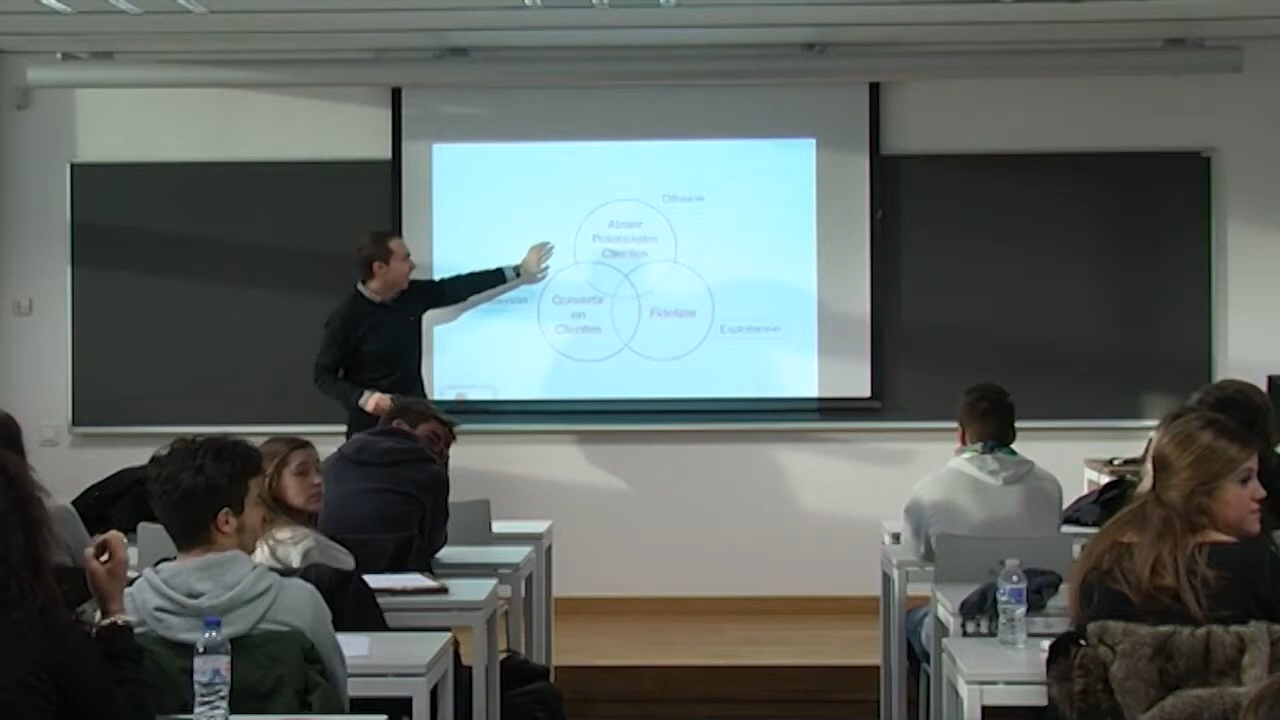 Difusión
Atraer
Potenciales
Clientes
Convertir
en
Clientes
Fidelizar
Explotación